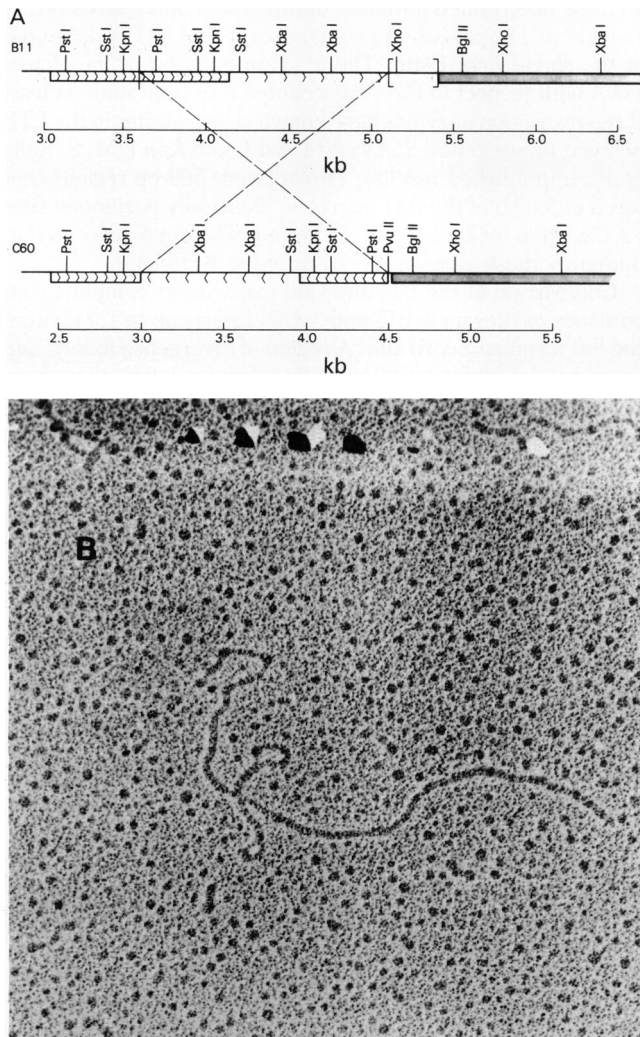 A
B11
Pst I Sst I Kpn I Pst I Sst I Kpn I Sst I Xba I Xba I Xho I Bgl II Xho I Xba I
3.0 3.5 4.0 4.5 5.0 5.5 6.0 6.5
kb
C60
Pst I Sst I Kpn I Xba I Xba I Sst I Kpn I Sst I Pst I Pvu II Bgl II Xho I Xba I
2.5 3.0 3.5 4.0 4.5 5.0 5.5
kb
B